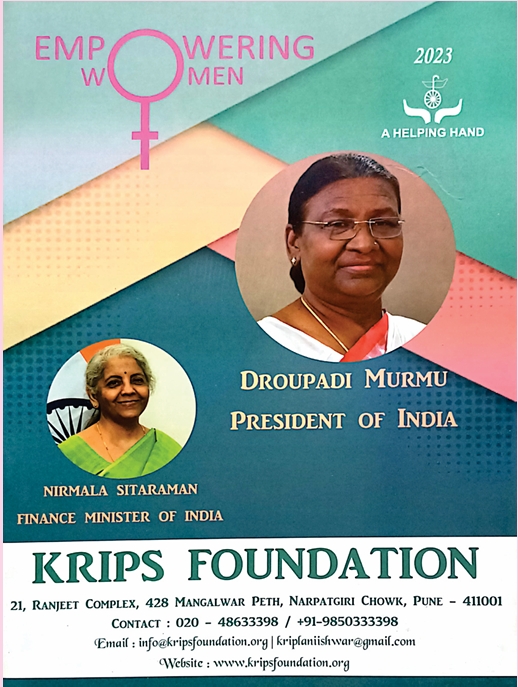 EMPOWERING
WOMEN
2023
A HELPING HAND
DROUPADI MURMU
PRESIDENT OF INDIA
NIRMALA SITARAMAN
FINANCE MINISTER OF INDIA
KRIPS FOUNDATION
21, RANJEET COMPLEX, 428 MANGALWAR PETH, NARPATGIRI CHOWK, PUNE - 411001
CONTACT : 020 - 48633398 / +91-9850333398
Email : info@kripsfoundation.org | kriplaniishwar@gmail.com
Website : www.kripsfoundation.org